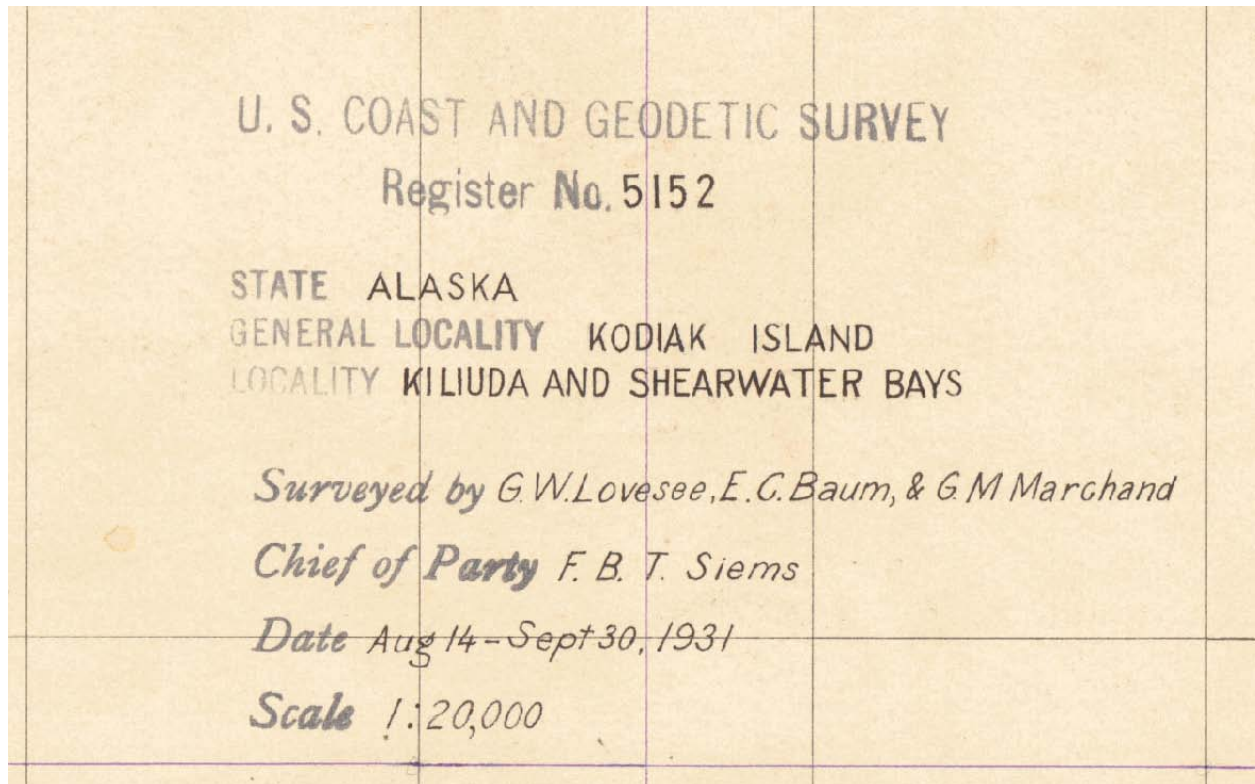 U. S. COAST AND GEODETIC SURVEY
Register No. 5152
STATE ALASKA
GENERAL LOCALITY KODIAK ISLAND
LOCALITY KILIUDA AND SHEARWATER BAYS
Surveyed by G.W.Lovesee, E.C.Baum, & G.M Marchand
Chief of Party F. B. T. Siems
Date Aug 14-Sept 30, 1931
Scale 1:20,000